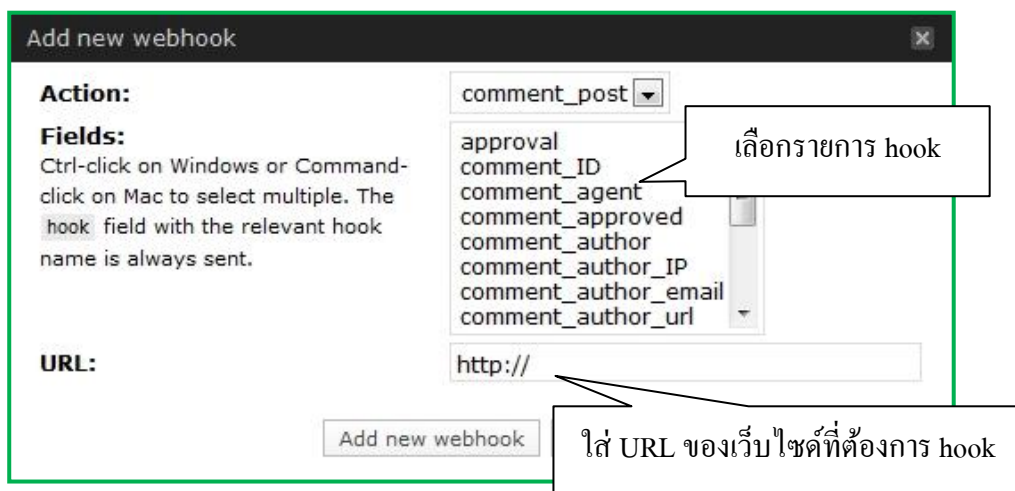 Add new webhook
Action:
comment_post
Fields:
Ctrl-click on Windows or Command-
click on Mac to select multiple. The
hook field with the relevant hook
name is always sent.
approval
comment_ID
comment_agent
comment_approved
comment_author
comment_author_IP
comment_author_email
comment_author_url
เลือกรายการ hook
URL:
http://
Add new webhook
ใส่ URL ของเว็บไซด์ที่ต้องการ hook